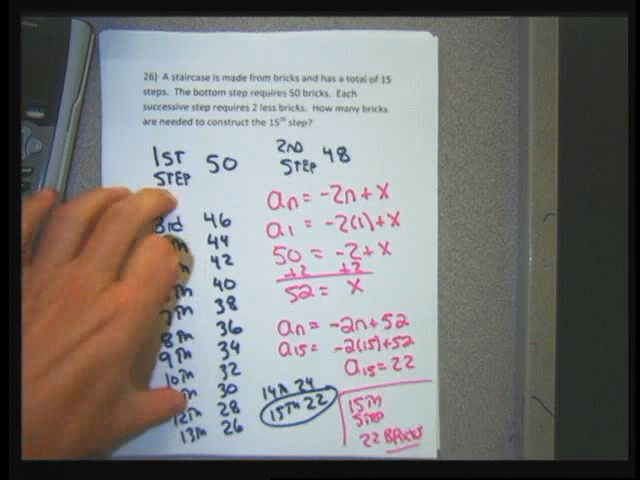 26) A staircase is made from bricks and has a total of 15
steps. The bottom step requires 50 bricks. Each
successive step requires 2 less bricks. How many bricks
are needed to construct the 15th step?
1ST STEP 50
2ND STEP 48
3rd 46
44
42
40
7th 38
8th 36
9th 34
10th 32
30
12th 28
13th 26
14th 24
15th 22
an = -2n + x
a1 = -2(1) + x
50 = -2 + x
+2 +2
52 = x
an = -2n + 52
a15 = -2(15) + 52
a15 = 22
15th
STEP
22 BRICKS